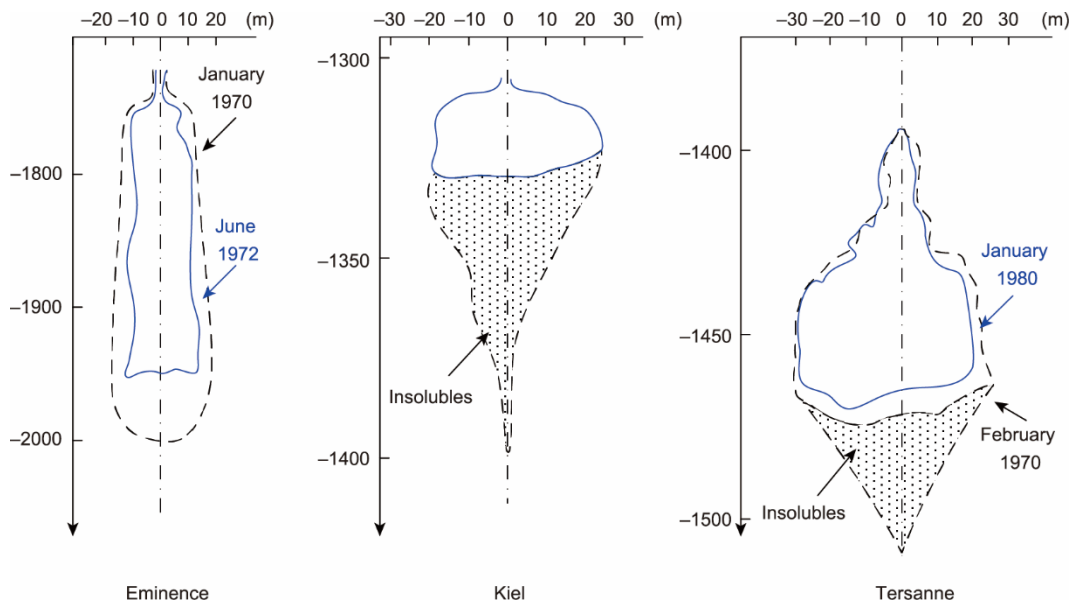 –20 0 20 (m)
January
1970
–1800
June
1972
–1900
–2000
Eminence
–30 –20 –10 0 10 20 30 (m)
–1300
–1350
Insolubles
–1400
Kiel
–30 –20 –10 0 10 20 30 (m)
–1400
January
1980
–1450
February
1970
Insolubles
–1500
Tersanne